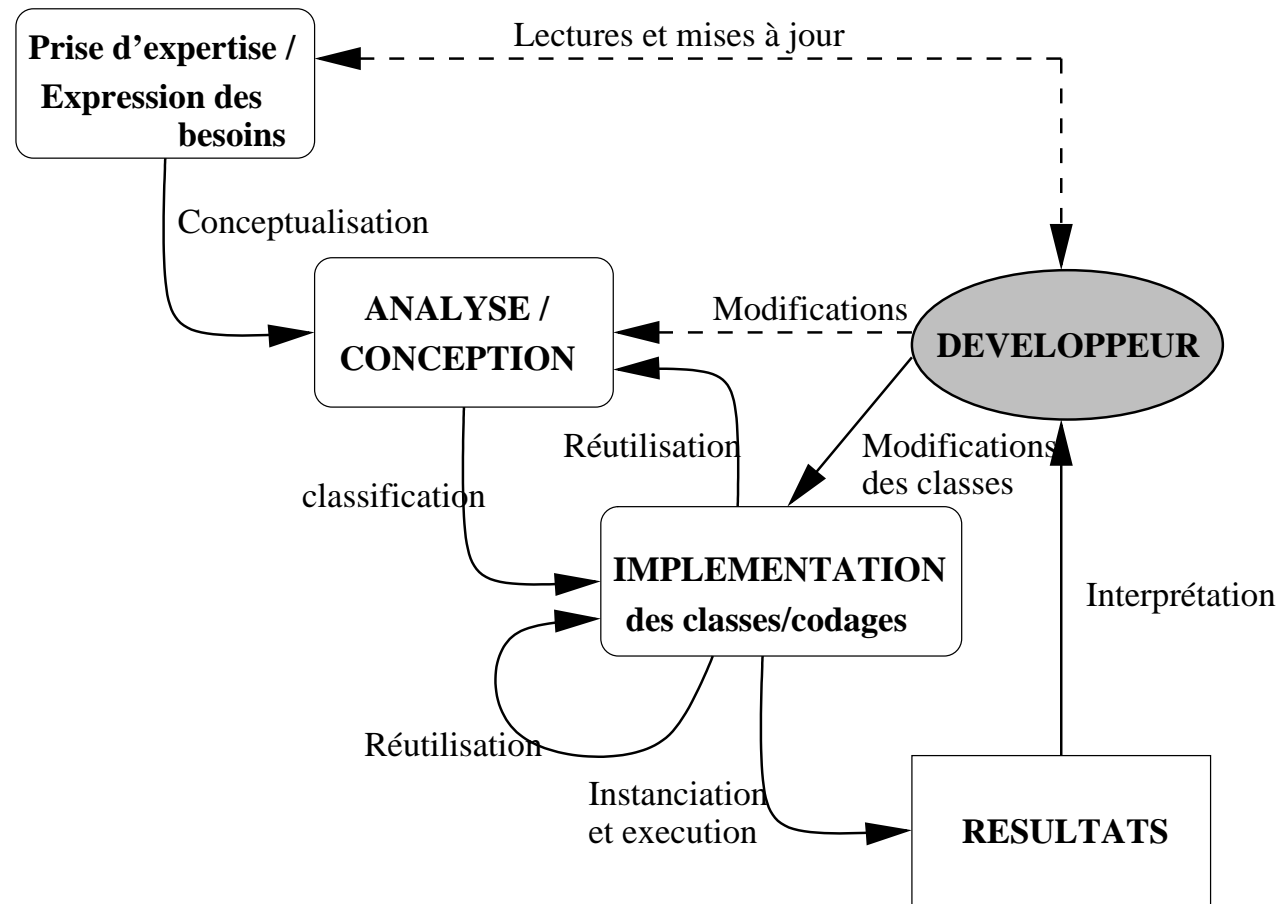 Prise d'expertise /
Expression des
besoins
Lectures et mises à jour
Conceptualisation
ANALYSE /
CONCEPTION
Modifications
DEVELOPPEUR
Réutilisation
Modifications
des classes
classification
IMPLEMENTATION
des classes/codages
Interprétation
Réutilisation
Instanciation
et execution
RESULTATS